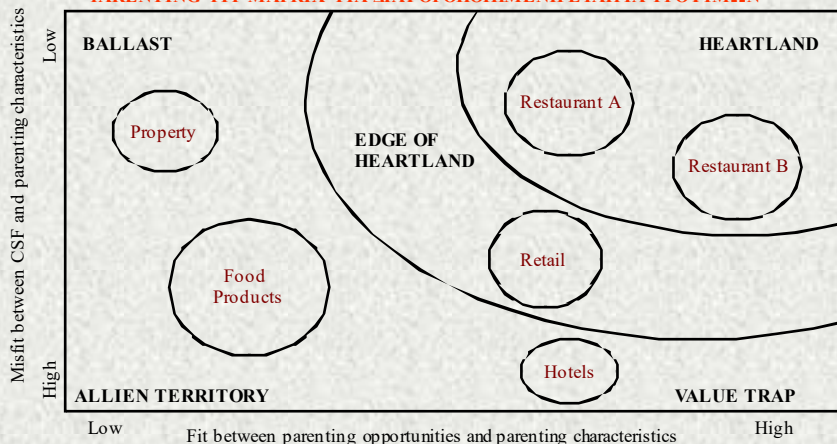 Low
BALLAST
HEARTLAND
Restaurant A
Property
EDGE OF
HEARTLAND
Restaurant B
Misfit between CSF and parenting characteristics
Retail
Food
Products
Hotels
High
ALLIEN TERRITORY
VALUE TRAP
Low
High
Fit between parenting opportunities and parenting characteristics